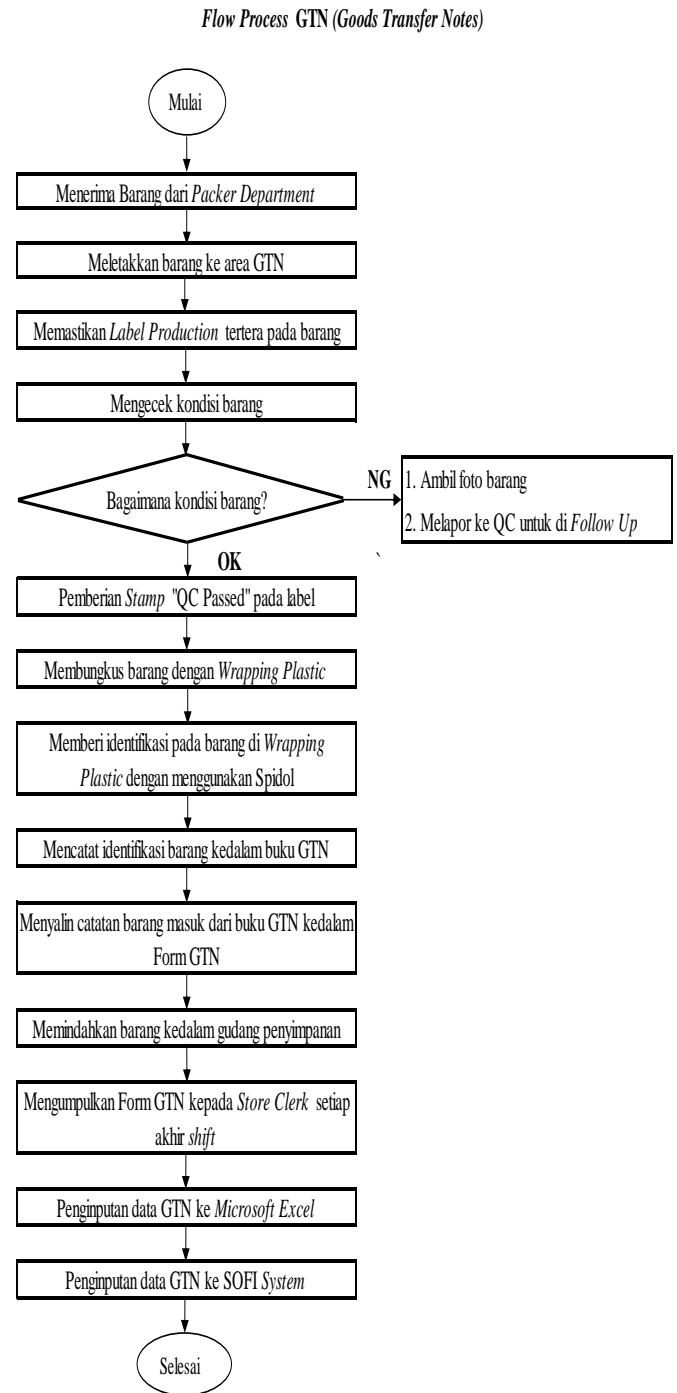 Flow Process GTN (Goods Transfer Notes)
Mulai
Menerima Barang dari Packer Department
Meletakkan barang ke area GTN
Memastikan Label Production tertera pada barang
Mengecek kondisi barang
Bagaimana kondisi barang?
NG
1. Ambil foto barang
2. Melapor ke QC untuk di Follow Up
`
OK
Pemberian Stamp "QC Passed" pada label
Membungkus barang dengan Wrapping Plastic
Memberi identifikasi pada barang di Wrapping
Plastic dengan menggunakan Spidol
Mencatat identifikasi barang kedalam buku GTN
Menyalin catatan barang masuk dari buku GTN kedalam
Form GTN
Memindahkan barang kedalam gudang penyimpanan
Mengumpulkan Form GTN kepada Store Clerk setiap
akhir shift
Penginputan data GTN ke Microsoft Excel
Penginputan data GTN ke SOFI System
Selesai